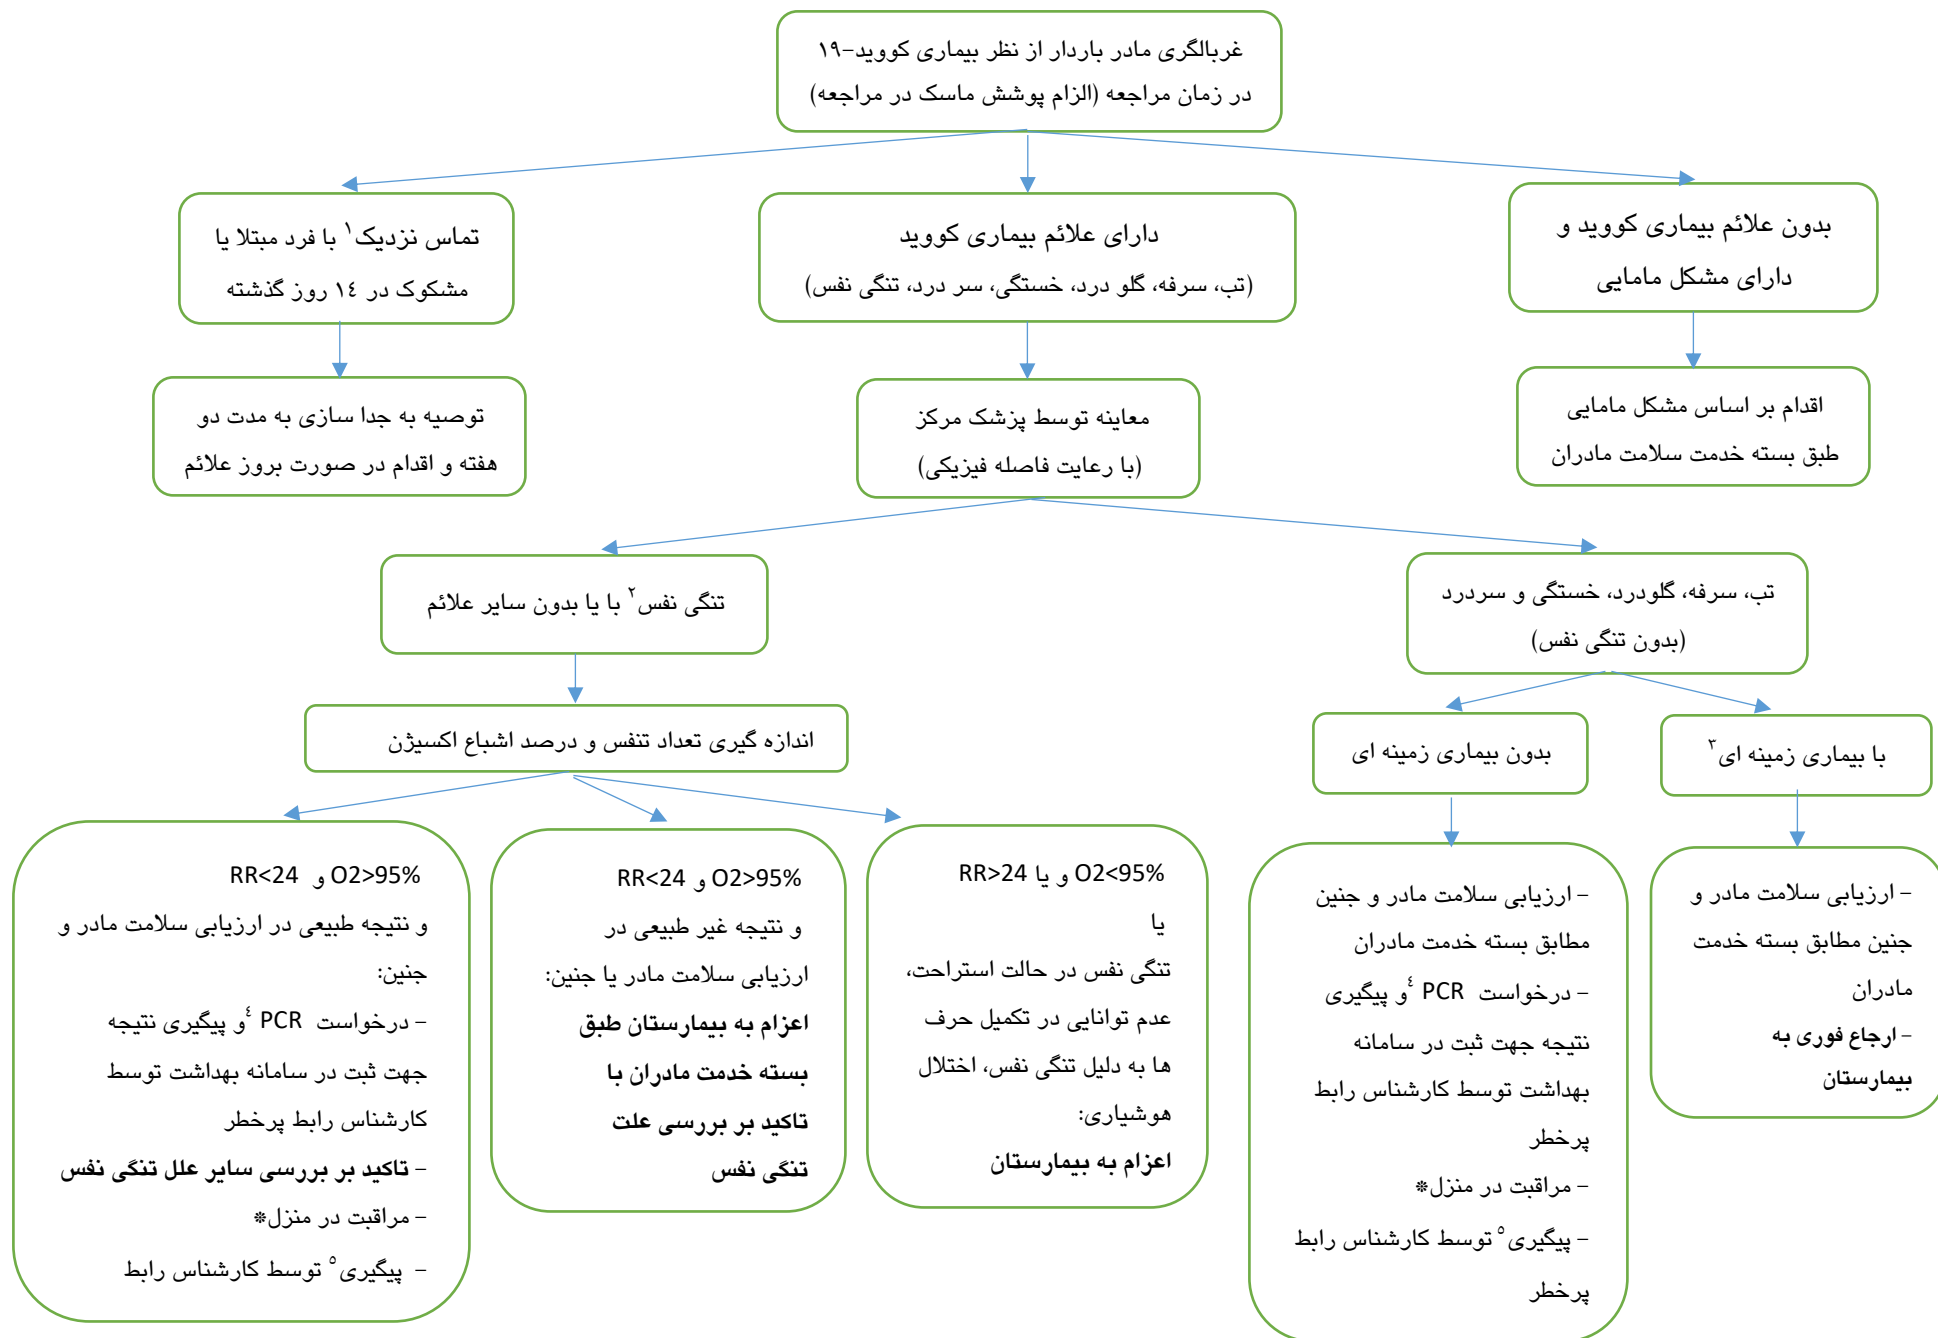 غربالگری مادر باردار از نظر بیماری کووید-۱۹
در زمان مراجعه (الزام پوشش ماسک در مراجعه)
بدون علائم بیماری کووید و
دارای مشکل مامایی
دارای علائم بیماری کووید
(تب، سرفه، گلو درد، خستگی، سر درد، تنگی نفس)
تماس نزدیک۱ با فرد مبتلا یا
مشکوک در ۱٤ روز گذشته
اقدام بر اساس مشکل مامایی
طبق بسته خدمت سلامت مادران
معاینه توسط پزشک مرکز
(با رعایت فاصله فیزیکی)
توصیه به جدا سازی به مدت دو
هفته و اقدام در صورت بروز علائم
تب، سرفه، گلودرد، خستگی و سردرد
(بدون تنگی نفس)
تنگی نفس۲ با یا بدون سایر علائم
با بیماری زمینه ای۳
بدون بیماری زمینه ای
اندازه گیری تعداد تنفس و درصد اشباع اکسیژن
- ارزیابی سلامت مادر و
جنین مطابق بسته خدمت
مادران
- ارجاع فوری به
بیمارستان
- ارزیابی سلامت مادر و جنین
مطابق بسته خدمت مادران
- درخواست PCR ٤و پیگیری
نتیجه جهت ثبت در سامانه
بهداشت توسط کارشناس رابط
پرخطر
- مراقبت در منزل*
- پیگیری٥ توسط کارشناس رابط
پرخطر
O2<95% و یا RR>24
یا
تنگی نفس در حالت استراحت،
عدم توانایی در تکمیل حرف
ها به دلیل تنگی نفس، اختلال
هوشیاری:
اعزام به بیمارستان
O2>95% و RR<24
و نتیجه غیر طبیعی در
ارزیابی سلامت مادر یا جنین:
اعزام به بیمارستان طبق
بسته خدمت مادران با
تاکید بر بررسی علت
تنگی نفس
O2>95% و RR<24
و نتیجه طبیعی در ارزیابی سلامت مادر و
جنین:
- درخواست PCR ٤و پیگیری نتیجه
جهت ثبت در سامانه بهداشت توسط
کارشناس رابط پرخطر
- تاکید بر بررسی سایر علل تنگی نفس
- مراقبت در منزل*
- پیگیری٥ توسط کارشناس رابط